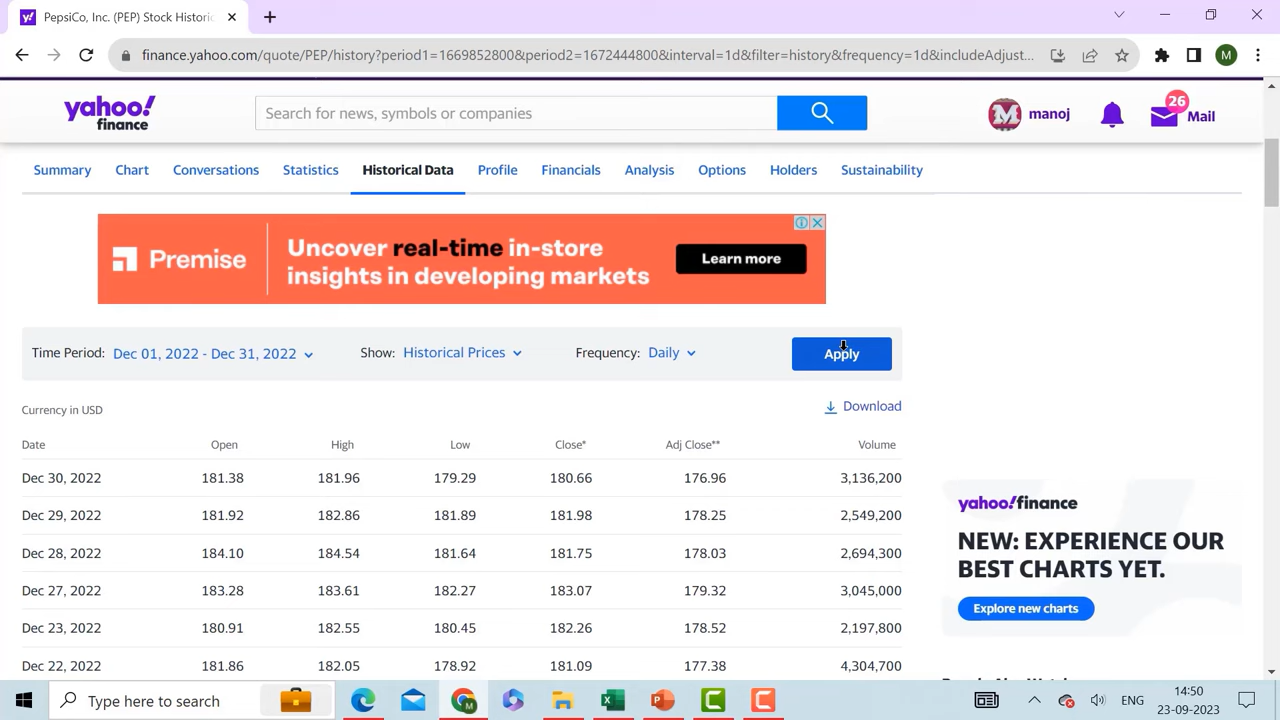 PepsiCo, Inc. (PEP) Stock Historic
finance.yahoo.com/quote/PEP/history?period1=1669852800&period2=1672444800&interval=1d&filter=history&frequency=1d&includeAdjust...
M
yahoo!
finance
Search for news, symbols or companies
M manoj
26
Mail
Summary Chart Conversations Statistics Historical Data Profile Financials Analysis Options Holders Sustainability
Premise
Uncover real-time in-store
insights in developing markets
Learn more
Time Period: Dec 01, 2022 - Dec 31, 2022 Show: Historical Prices Frequency: Daily Apply
Currency in USD Download
Date Open High Low Close* Adj Close** Volume
Dec 30, 2022 181.38 181.96 179.29 180.66 176.96 3,136,200
Dec 29, 2022 181.92 182.86 181.89 181.98 178.25 2,549,200
Dec 28, 2022 184.10 184.54 181.64 181.75 178.03 2,694,300
Dec 27, 2022 183.28 183.61 182.27 183.07 179.32 3,045,000
Dec 23, 2022 180.91 182.55 180.45 182.26 178.52 2,197,800
Dec 22, 2022 181.86 182.05 178.92 181.09 177.38 4,304,700
yahoo!finance
NEW: EXPERIENCE OUR
BEST CHARTS YET.
Explore new charts
Type here to search
ENG
14:50
23-09-2023